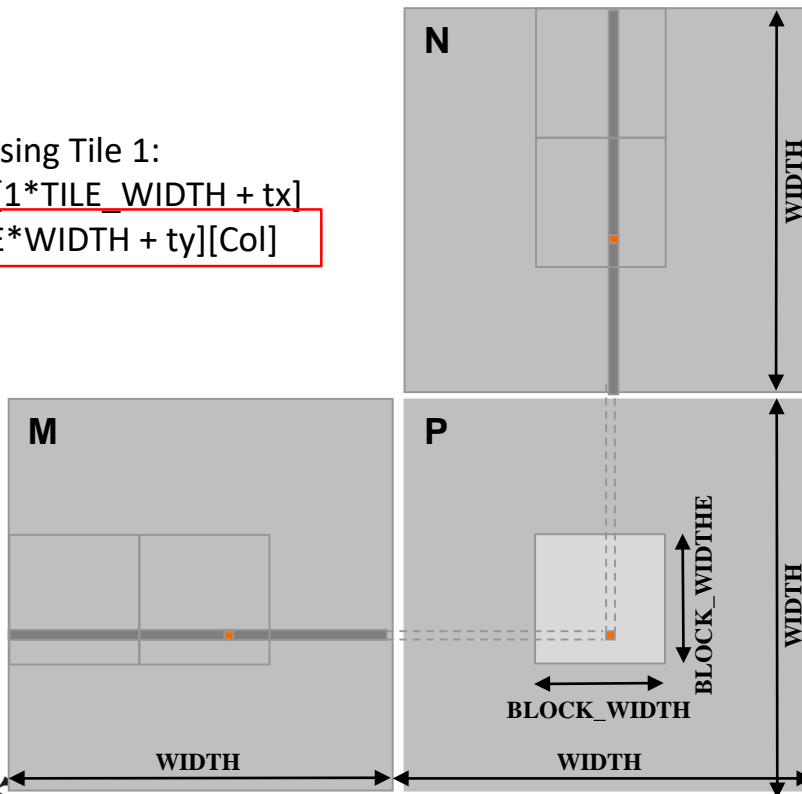 N
sing Tile 1:
[1*TILE_WIDTH + tx]
E*WIDTH + ty][Col]
WIDTH
M
P
BLOCK_WIDTHE
WIDTH
BLOCK_WIDTH
WIDTH
WIDTH